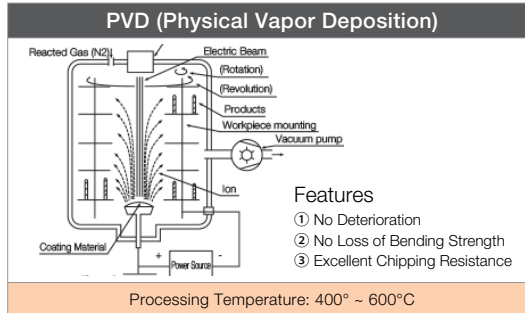 PVD (Physical Vapor Deposition)
Reacted Gas (N2)
Electric Beam
(Rotation)
(Revolution)
Products
Workpiece mounting
Vacuum pump
Ion
Coating Material
+
-
Power Source
Features
① No Deterioration
② No Loss of Bending Strength
③ Excellent Chipping Resistance
Processing Temperature: 400° ~ 600°C